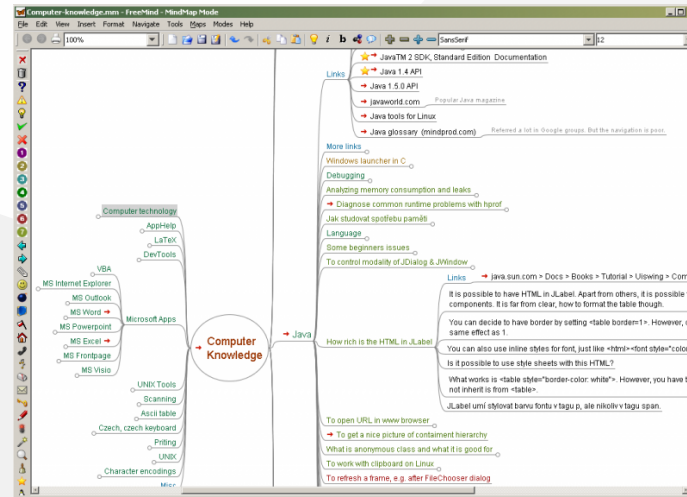 Computer-knowledge.mm - FreeMind - MindMap Mode
File Edit View Insert Format Navigate Tools Maps Modes Help
100%
SansSerif
12
JavaTM 2 SDK, Standard Edition Documentation
Links
Java 1.4 API
Java 1.5.0 API
javaworld.com
Popular Java magazine
Java tools for Linux
Java glossary (mindprod.com)
Referred a lot in Google groups. But the navigation is poor.
More links
Windows launcher in C
Debugging
Analyzing memory consumption and leaks
Diagnose common runtime problems with hprof
Jak studovat spotřebu paměti
Language
Some beginners issues
To control modality of JDialog & JWindow
Computer technology
AppHelp
LaTeX
DevTools
VBA
MS Internet Explorer
MS Outlook
MS Word
MS Powerpoint
MS Excel
MS Frontpage
MS Visio
Microsoft Apps
UNIX Tools
Scanning
Ascii table
Czech, czech keyboard
Priting
UNIX
Character encodings
Misc
Computer
Knowledge
Java
How rich is the HTML in JLabel
Links
java.sun.com > Docs > Books > Tutorial > Uiswing > Com
It is possible to have HTML in JLabel. Apart from others, it is possible
components. It is far from clear, how to format the table though.
You can decide to have border by setting <table border=1>. However,
same effect as 1.
You can also use inline styles for font, just like <html><font style="color
Is it possible to use style sheets with this HTML?
What works is <table style="border-color: white">. However, you have
not inherit is from <table>.
JLabel umí stylovat barvu fontu v tagu p, ale nikoliv v tagu span.
To open URL in www browser
To get a nice picture of contaiment hierarchy
What is anonymous class and what it is good for
To work with clipboard on Linux
To refresh a frame, e.g. after FileChooser dialog